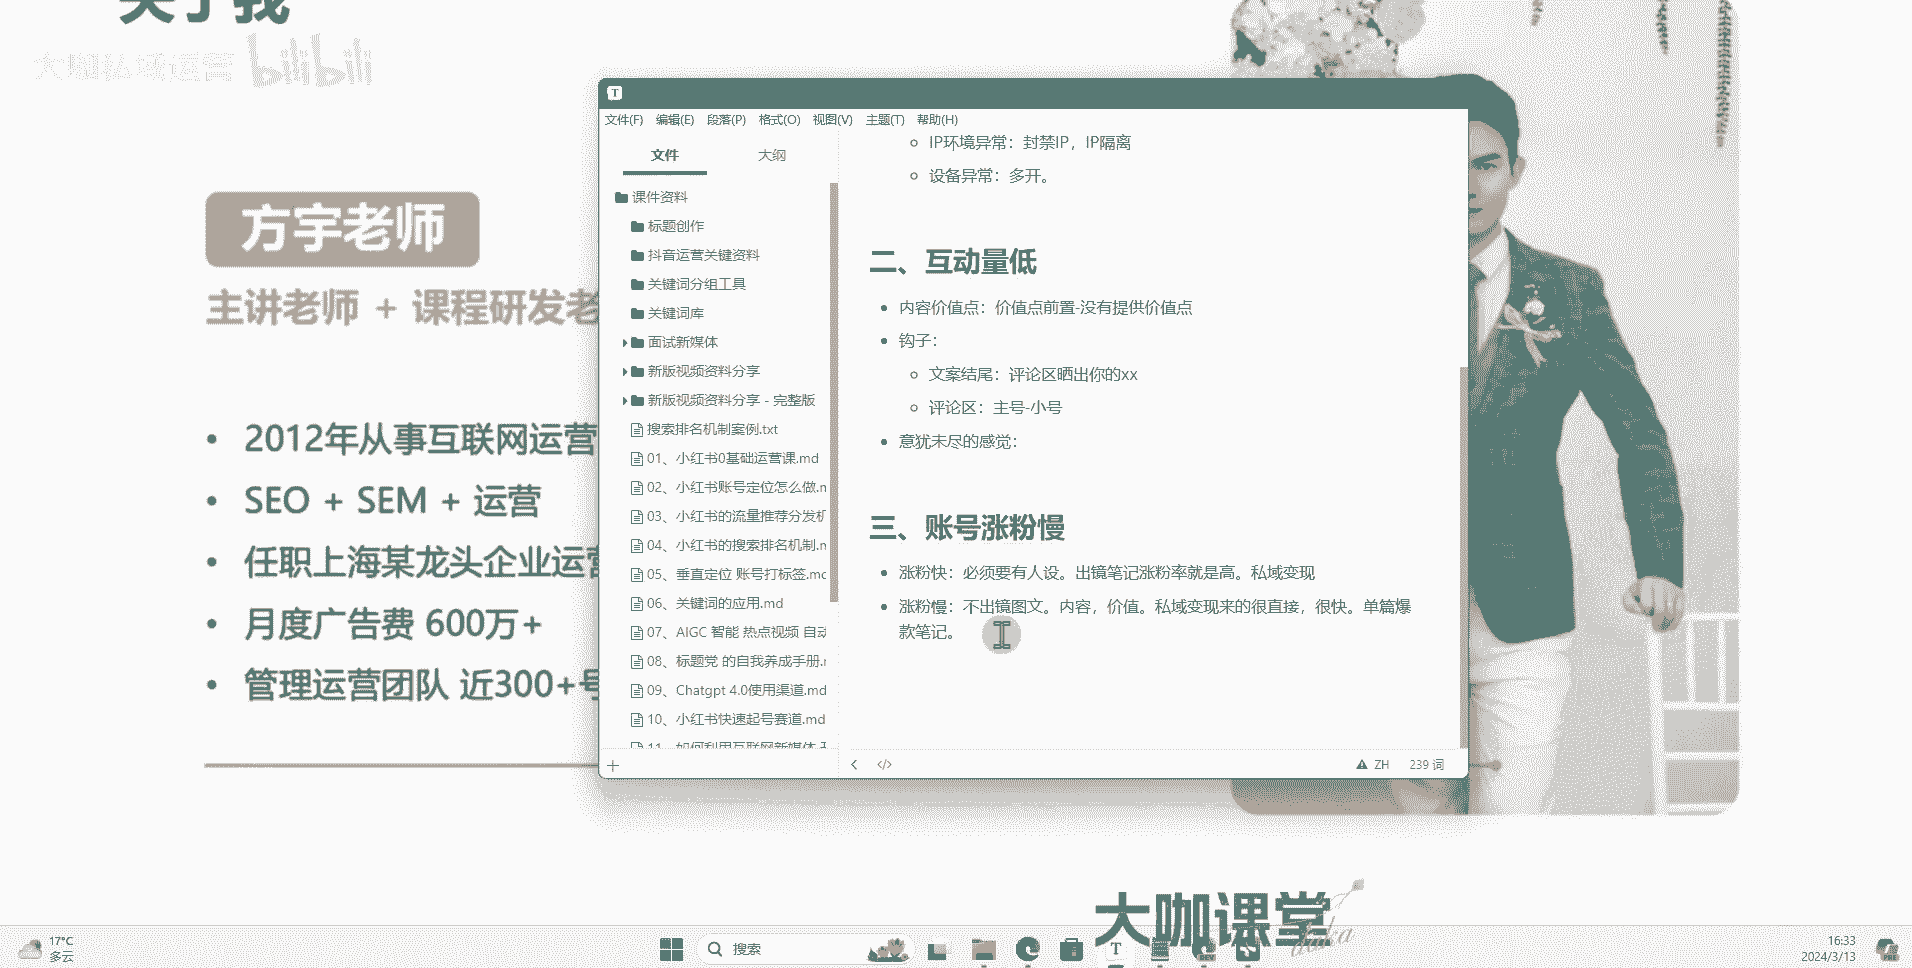 关于我
大咖私域运营 bilibili
方宇老师
主讲老师 + 课程研发老
2012年从事互联网运营
SEO + SEM + 运营
任职上海某龙头企业运营
月度广告费 600万+
管理运营团队 近300+号
T
文件(F) 编辑(E) 段落(P) 格式(O) 视图(V) 主题(T) 帮助(H)
文件 大纲
课件资料
标题创作
抖音运营关键资料
关键词分组工具
关键词库
面试新媒体
新版视频资料分享
新版视频资料分享 - 完整版
搜索排名机制案例.txt
01、小红书0基础运营课.md
02、小红书账号定位怎么做.m
03、小红书的流量推荐分发机
04、小红书的搜索排名机制.m
05、垂直定位 账号打标签.mc
06、关键词的应用.md
07、AIGC 智能 热点视频 自动
08、标题党 的自我养成手册.m
09、Chatgpt 4.0使用渠道.md
10、小红书快速起号赛道.md
11、如何利用互联网新媒体
IP环境异常：封禁IP，IP隔离
设备异常：多开。
二、互动量低
内容价值点：价值点前置-没有提供价值点
钩子：
文案结尾：评论区晒出你的xx
评论区：主号-小号
意犹未尽的感觉：
三、账号涨粉慢
涨粉快：必须要有人设。出镜笔记涨粉率就是高。私域变现
涨粉慢：不出镜图文。内容，价值。私域变现来的很直接，很快。单篇爆
款笔记。
ZH 239 词
大咖课堂
daka
17°C
多云
搜索
T
DEV
16:33
2024/3/13
PRE